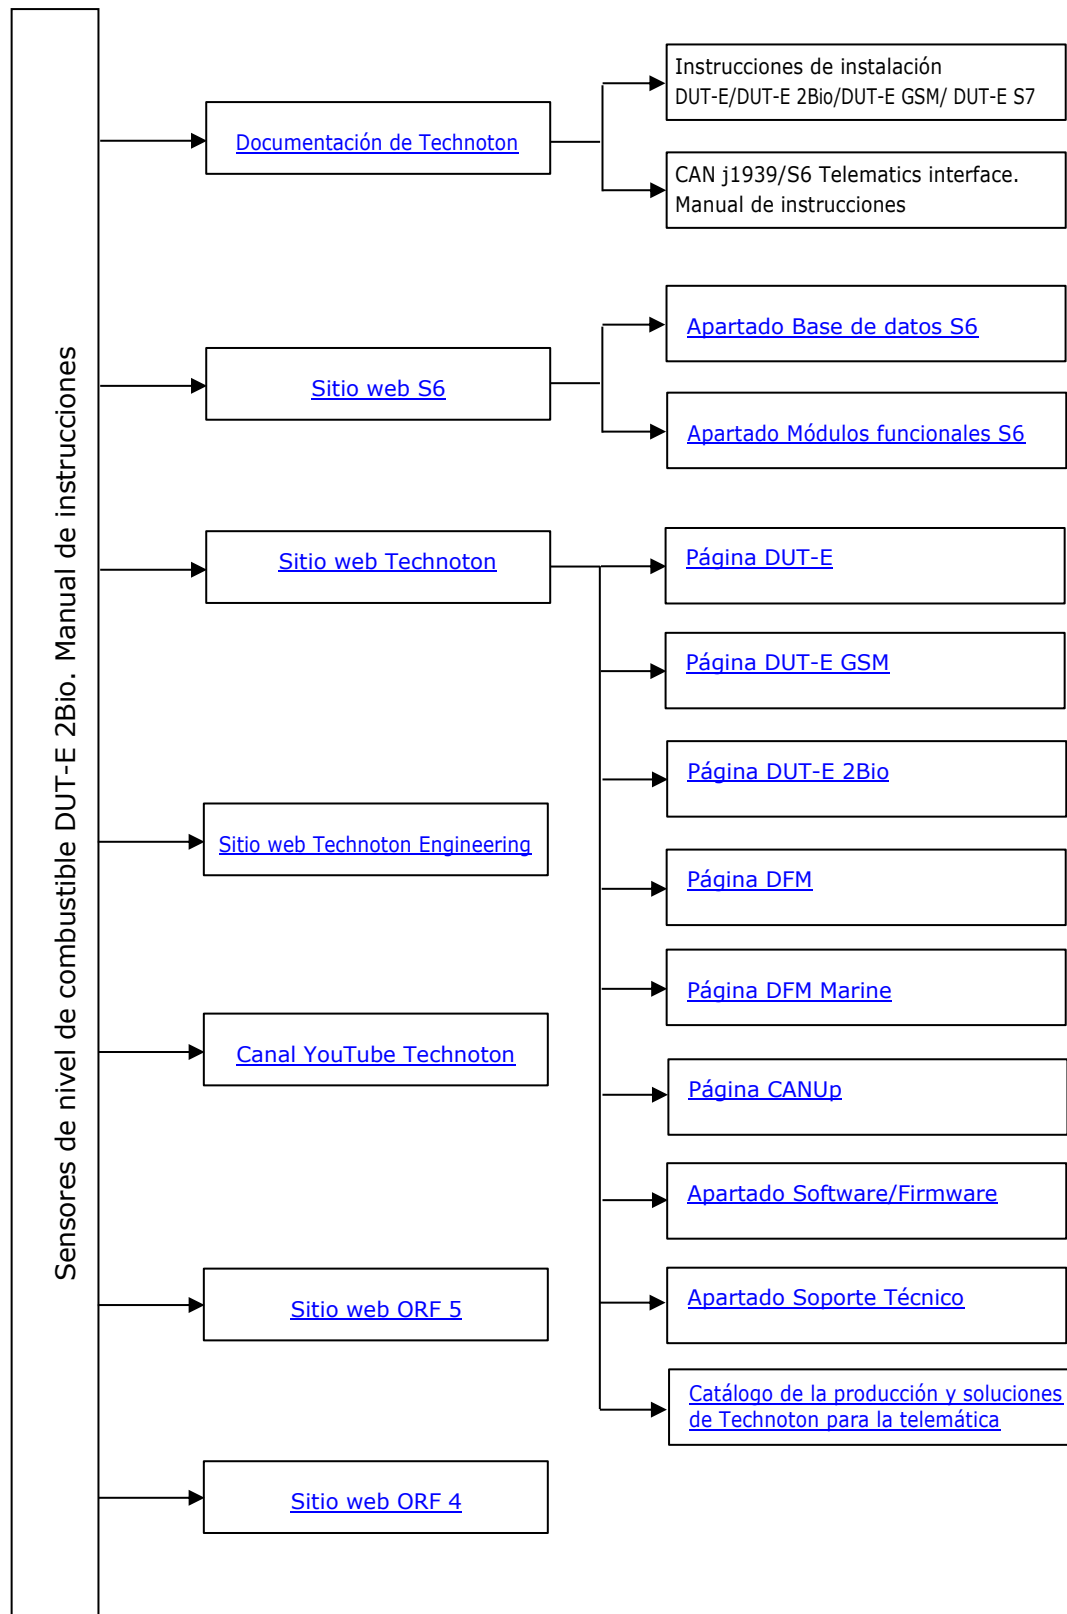 Sensores de nivel de combustible DUT-E 2Bio. Manual de instrucciones
Documentación de Technoton
Instrucciones de instalación
DUT-E/DUT-E 2Bio/DUT-E GSM/ DUT-E S7
CAN j1939/S6 Telematics interface.
Manual de instrucciones
Sitio web S6
Apartado Base de datos S6
Apartado Módulos funcionales S6
Sitio web Technoton
Página DUT-E
Página DUT-E GSM
Página DUT-E 2Bio
Página DFM
Página DFM Marine
Página CANUp
Apartado Software/Firmware
Apartado Soporte Técnico
Catálogo de la producción y soluciones
de Technoton para la telemática
Sitio web Technoton Engineering
Canal YouTube Technoton
Sitio web ORF 5
Sitio web ORF 4